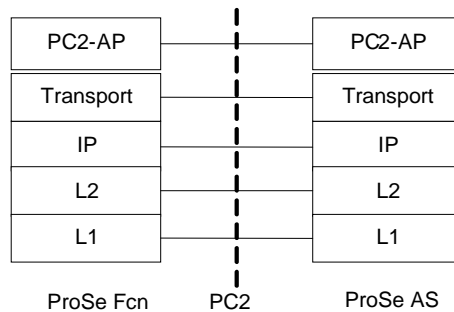 PC2-AP PC2-AP
Transport Transport
IP IP
L2 L2
L1 L1
ProSe Fcn PC2 ProSe AS